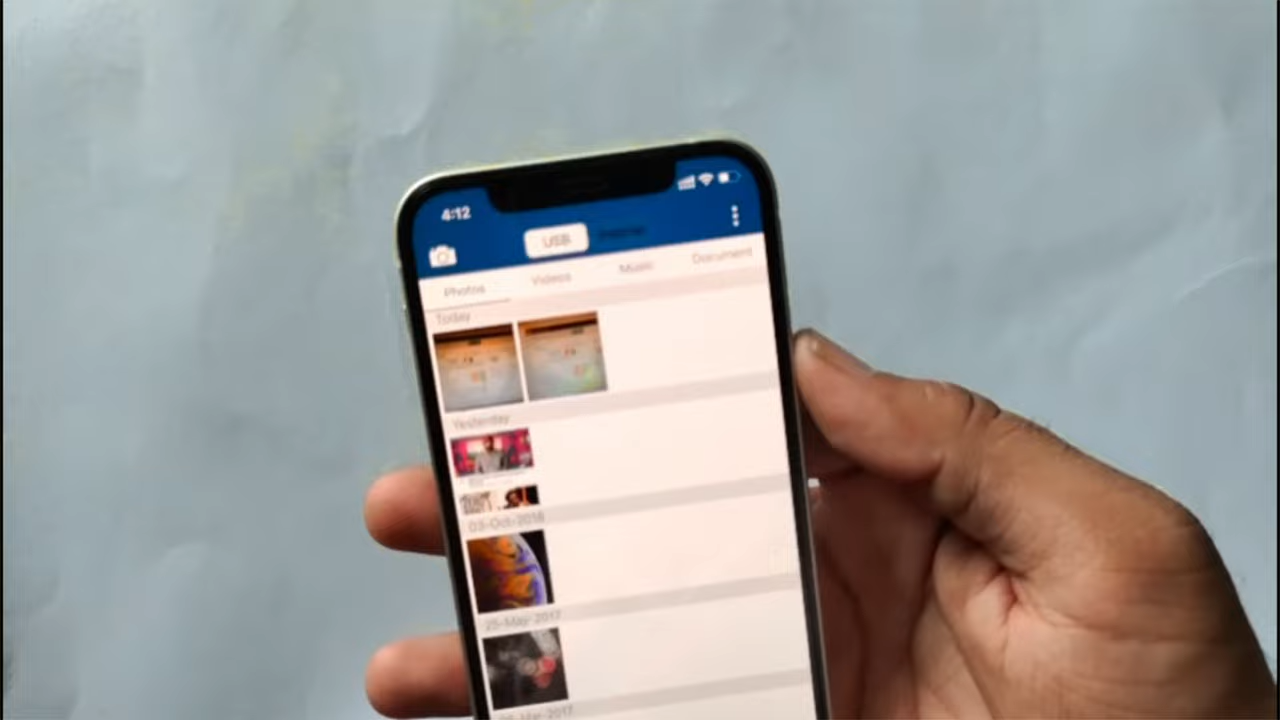 4:12
USB
Photos Videos Music Document
Today
Yesterday
03-Oct-2018
25-May-2017